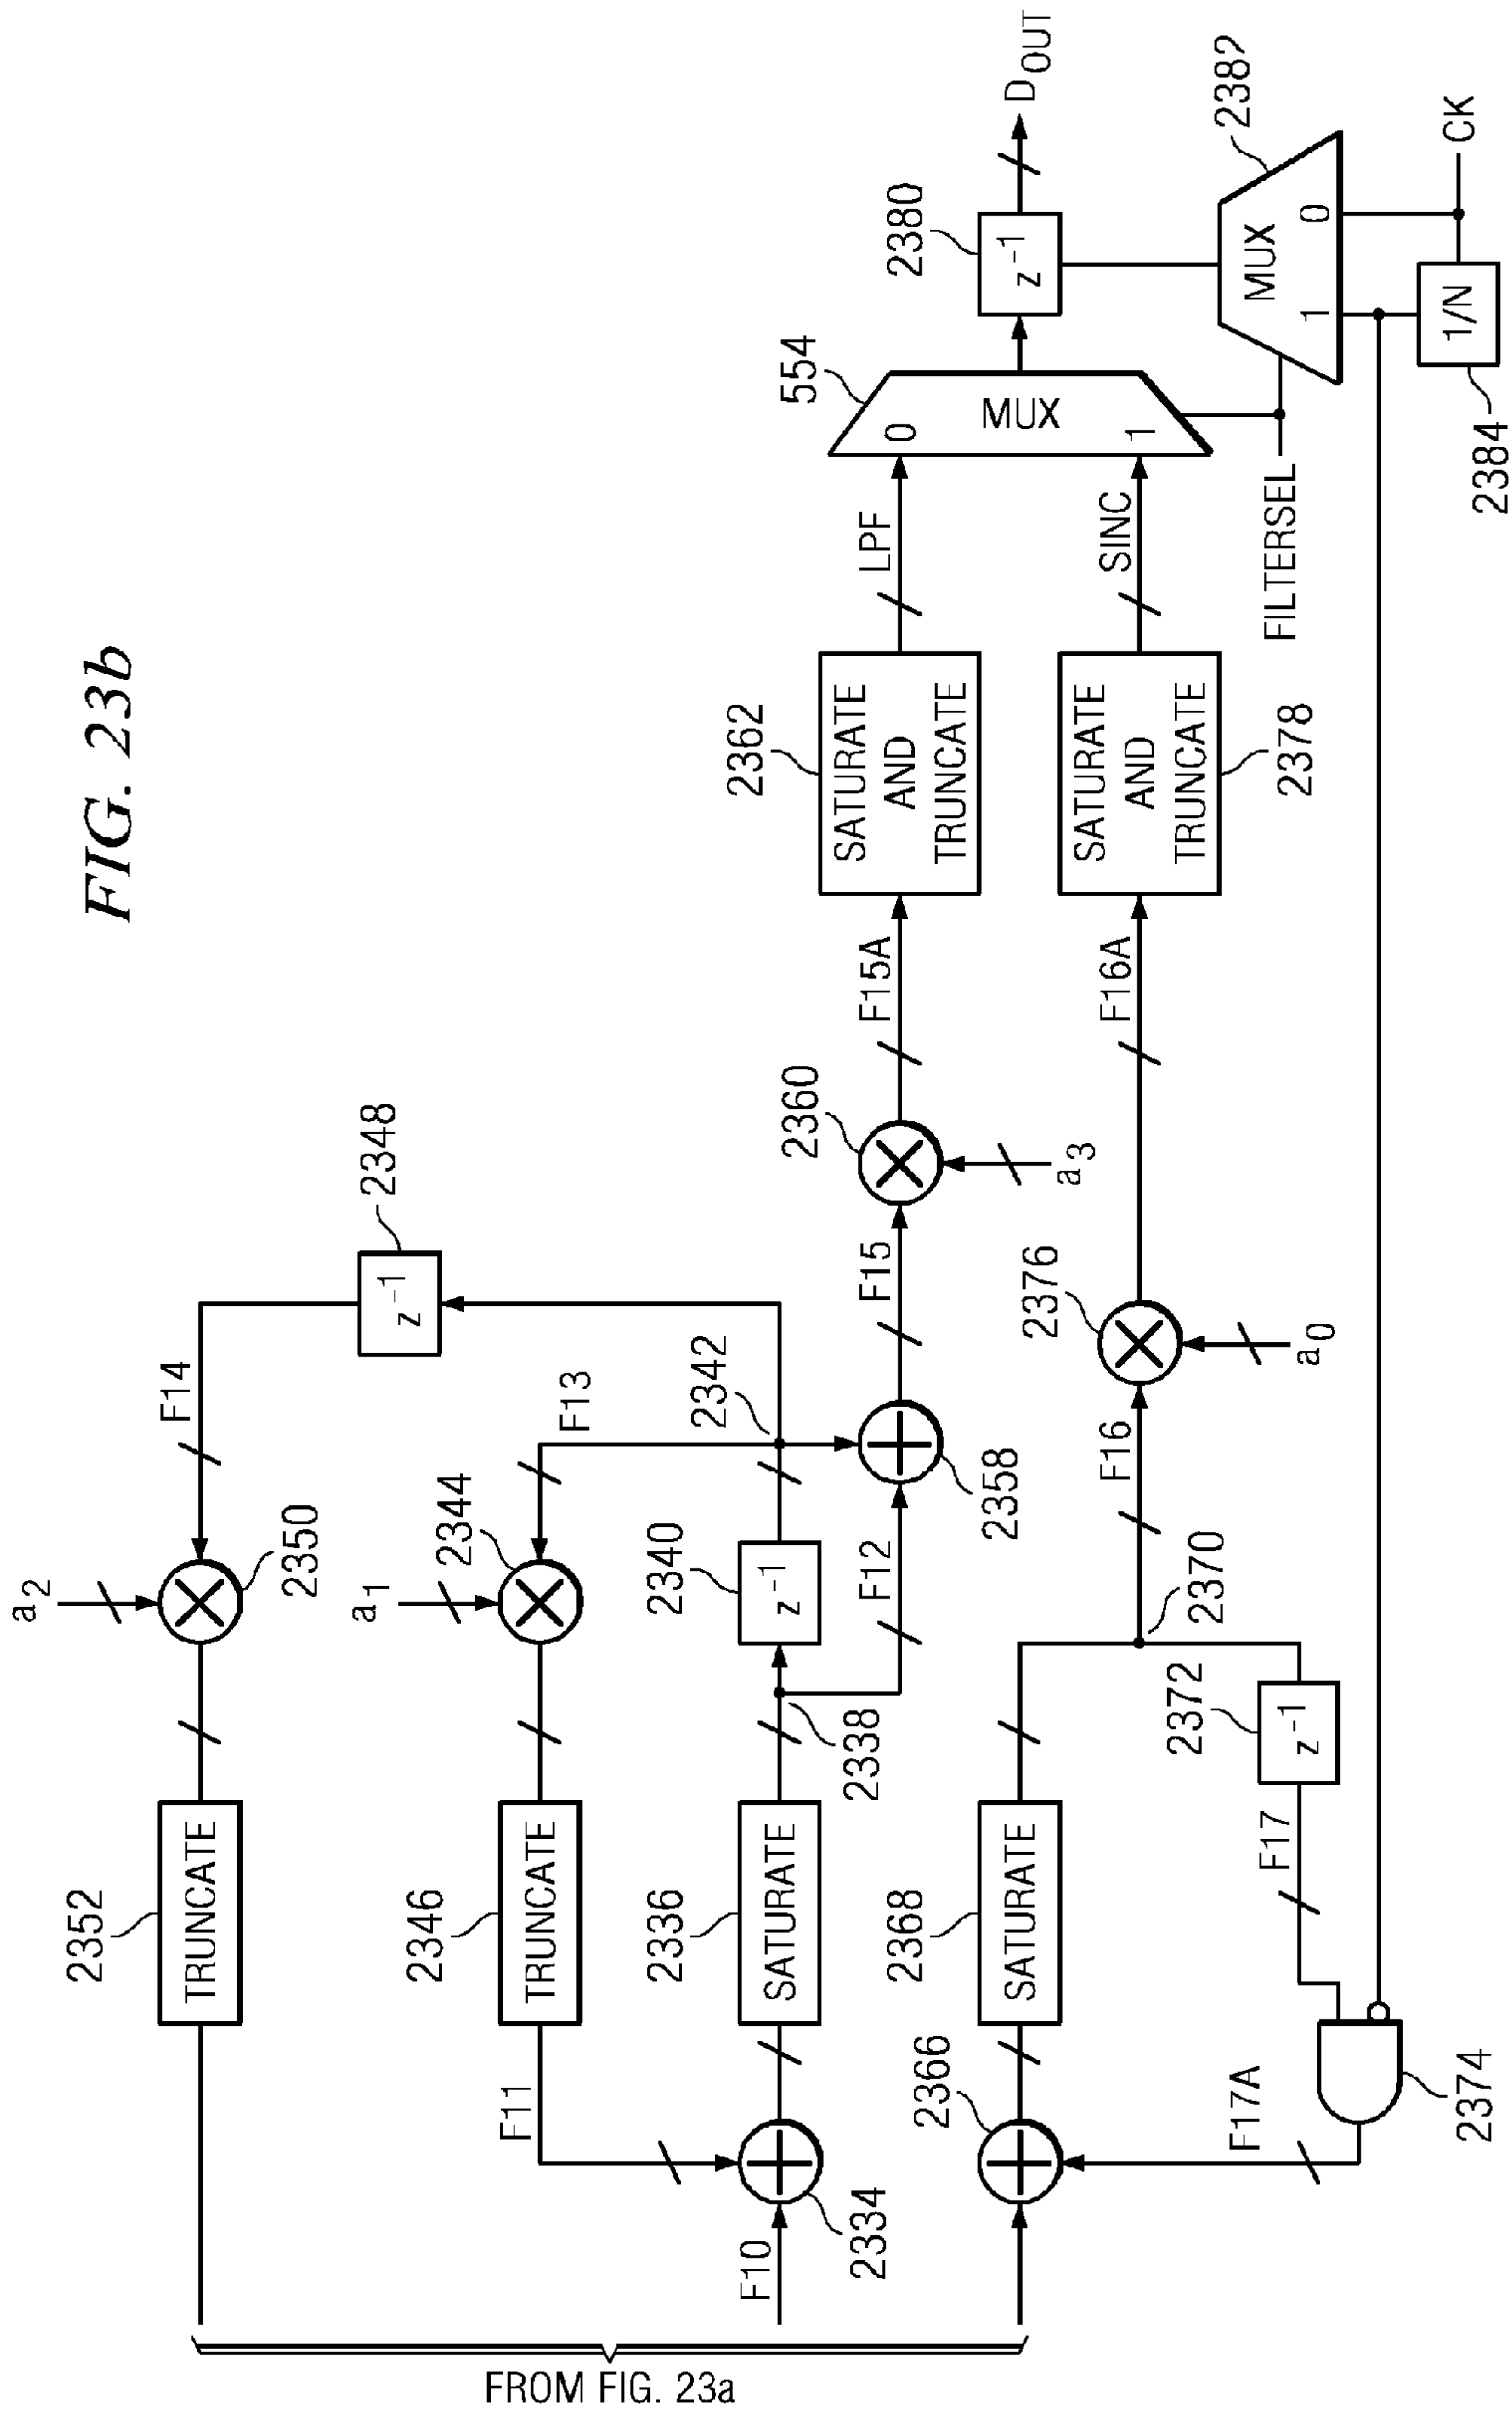 FIG. 23b
2352
TRUNCATE
a2
2350
F14
2348
z⁻¹
2346
TRUNCATE
F11
a1
2344
F13
F10
2334
2336
SATURATE
2338
2340
z⁻¹
2342
F12
2358
F15
2360
a3
F15A
2362
SATURATE
AND
TRUNCATE
LPF
554
0
MUX
1
2380
z⁻¹
DOUT
2366
2368
SATURATE
2370
F16
2376
a0
F16A
SATURATE
AND
TRUNCATE
2378
SINC
FILTERSEL
2382
MUX
1
0
1/N
2384
CK
2372
z⁻¹
F17
F17A
2374
FROM FIG. 23a